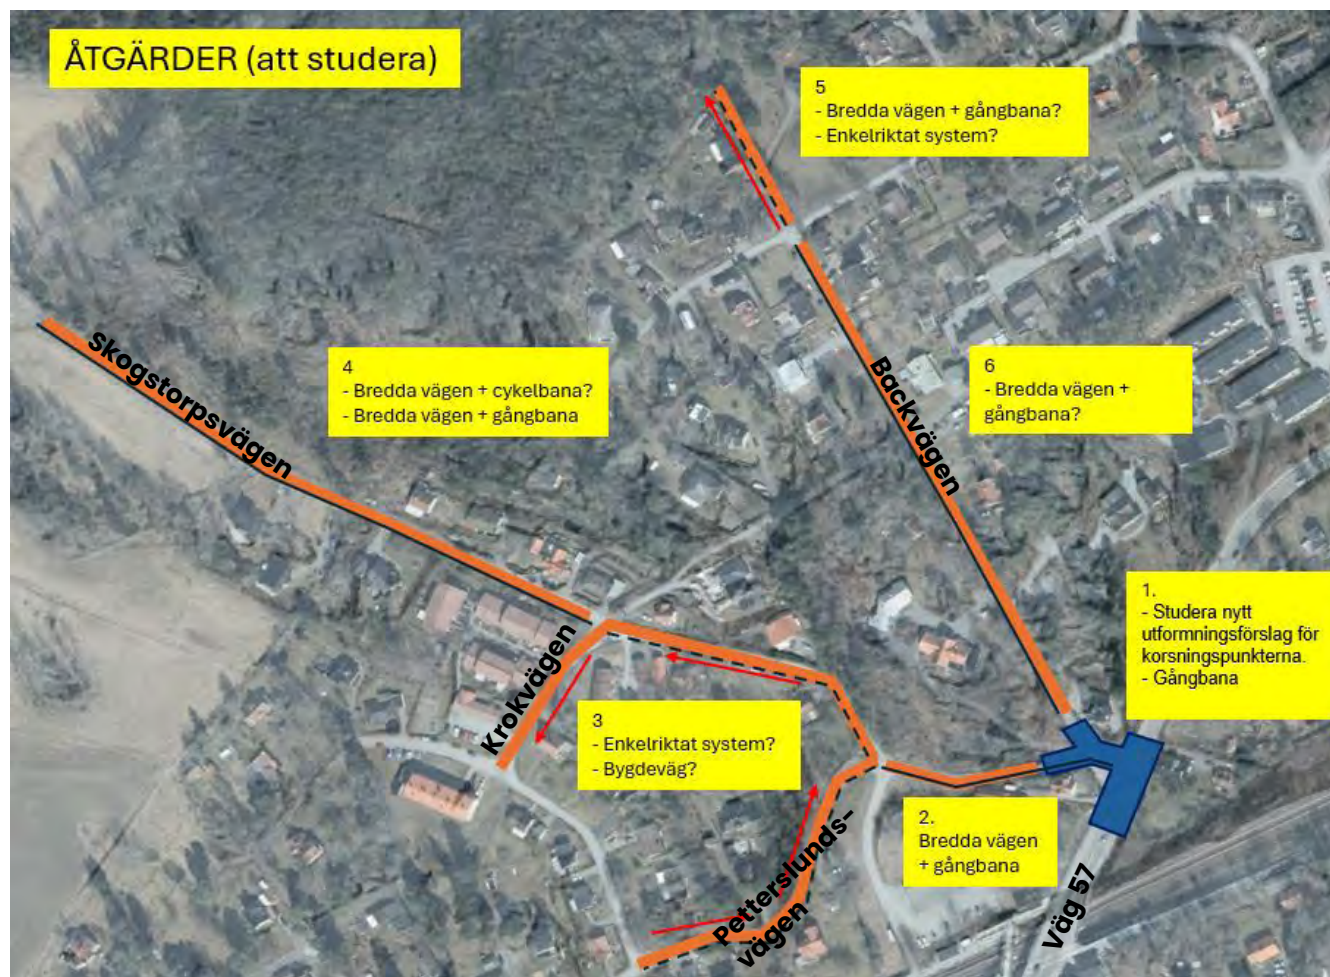 ÅTGÄRDER (att studera)
5
- Bredda vägen + gångbana?
- Enkelriktat system?
Skogstorpsvägen
4
- Bredda vägen + cykelbana?
- Bredda vägen + gångbana
Backvägen
6
- Bredda vägen +
gångbana?
1.
- Studera nytt
utformningsförslag för
korsningspunkterna.
- Gångbana
Krokvägen
3
- Enkelriktat system?
- Bygdeväg?
2.
Bredda vägen
+ gångbana
Petterslunds-
vägen
Väg 57